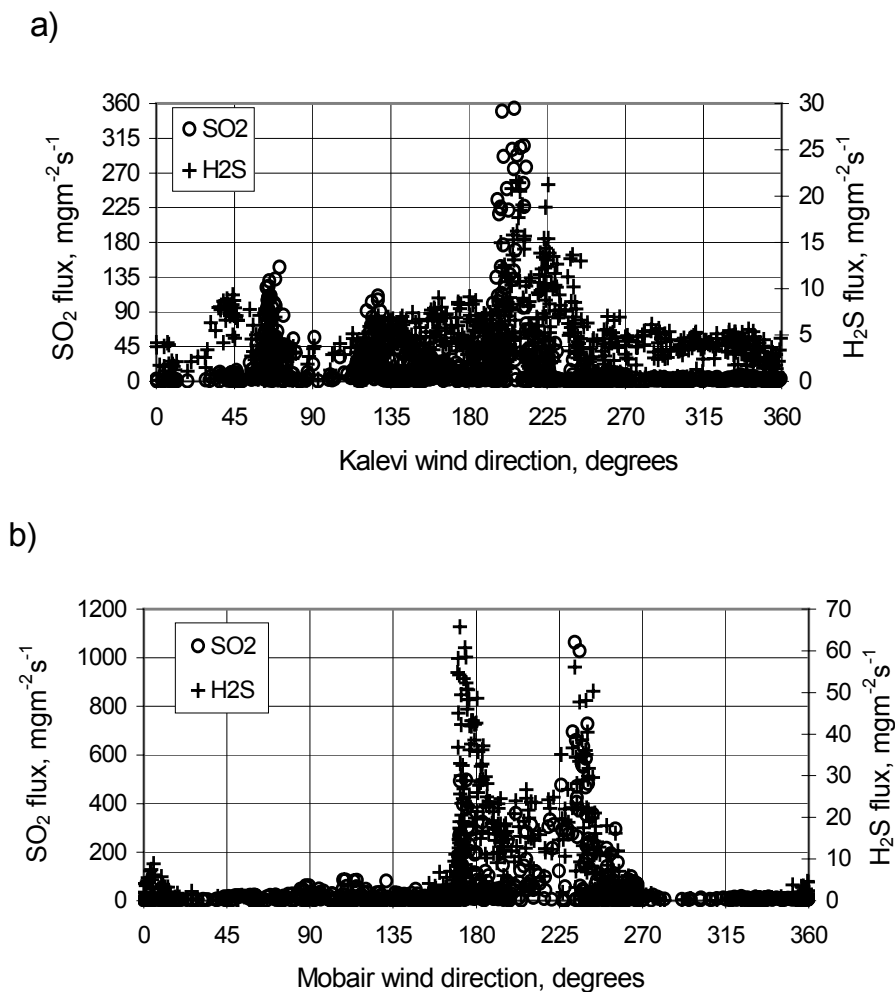 a)
360
315
270
225
180
135
90
45
0
SO2 flux, mgm-2s-1
SO2
H2S
30
25
20
15
10
5
0
H2S flux, mgm-2s-1
0 45 90 135 180 225 270 315 360
Kalevi wind direction, degrees
b)
1200
1000
800
600
400
200
0
SO2 flux, mgm-2s-1
SO2
H2S
70
60
50
40
30
20
10
0
H2S flux, mgm-2s-1
0 45 90 135 180 225 270 315 360
Mobair wind direction, degrees